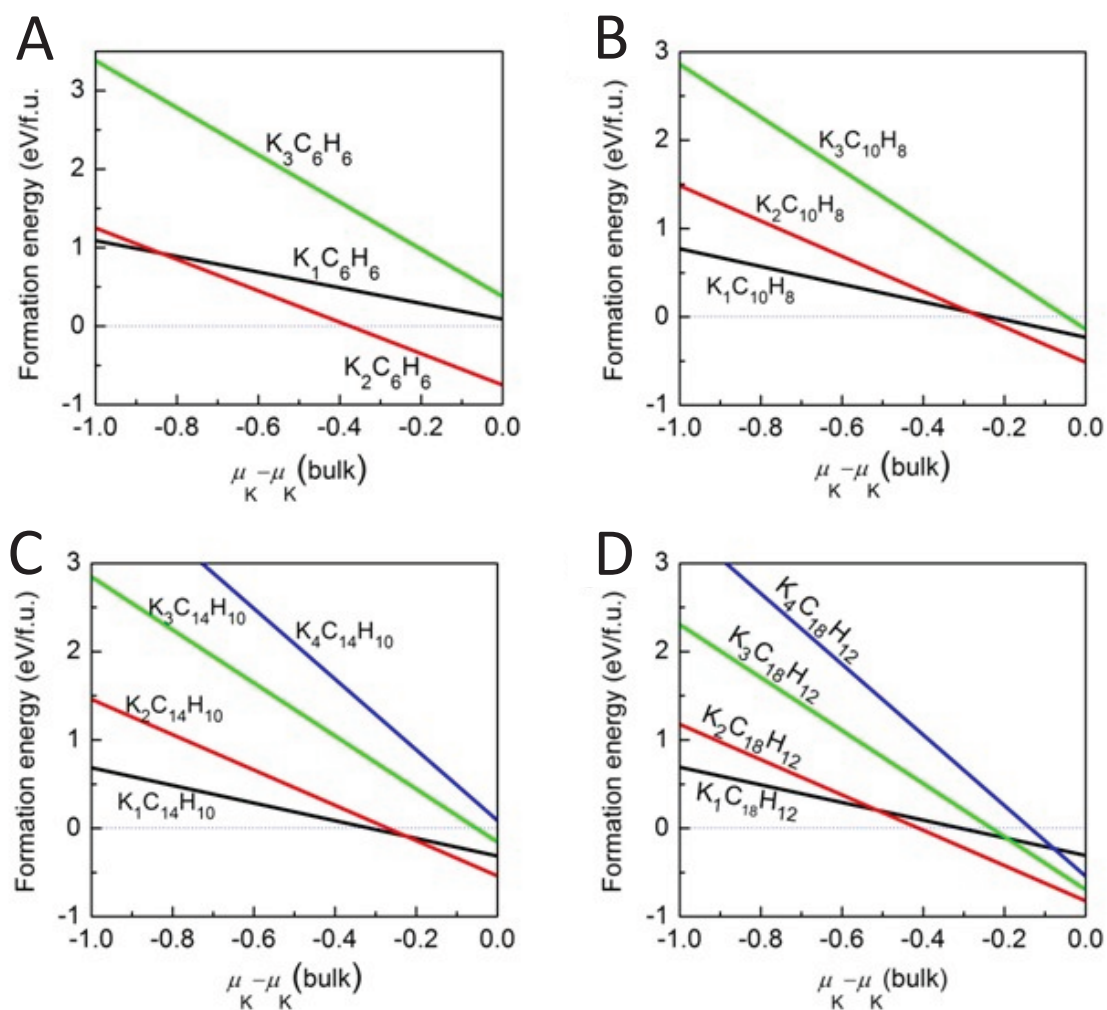 A
Formation energy (eV/f.u.)
3
2
1
0
-1
K3C6H6
K1C6H6
K2C6H6
-1.0 -0.8 -0.6 -0.4 -0.2 0.0
μK-μK (bulk)
B
Formation energy (eV/f.u.)
3
2
1
0
-1
K3C10H8
K2C10H8
K1C10H8
-1.0 -0.8 -0.6 -0.4 -0.2 0.0
μK-μK (bulk)
C
Formation energy (eV/f.u.)
3
2
1
0
-1
K3C14H10
K4C14H10
K2C14H10
K1C14H10
-1.0 -0.8 -0.6 -0.4 -0.2 0.0
μK-μK (bulk)
D
Formation energy (eV/f.u.)
3
2
1
0
-1
K4C18H12
K3C18H12
K2C18H12
K1C18H12
-1.0 -0.8 -0.6 -0.4 -0.2 0.0
μK-μK (bulk)